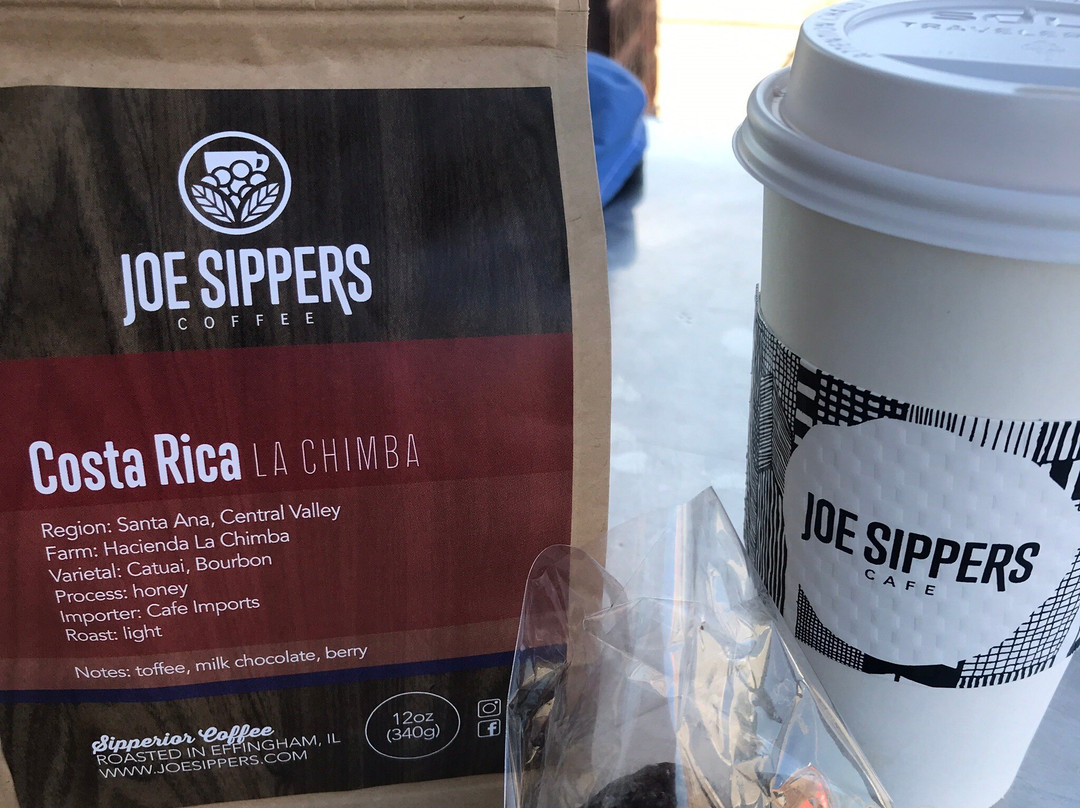 JOE SIPPERS
COFFEE
Costa Rica LA CHIMBA
Region: Santa Ana, Central Valley
Farm: Hacienda La Chimba
Varietal: Catuai, Bourbon
Process: honey
Importer: Cafe Imports
Roast: light
Notes: toffee, milk chocolate, berry
Sipperior Coffee
ROASTED IN EFFINGHAM, IL
WWW.JOESIPPERS.COM
12oz
(340g)
TRAVELER
JOE SIPPERS
CAFE